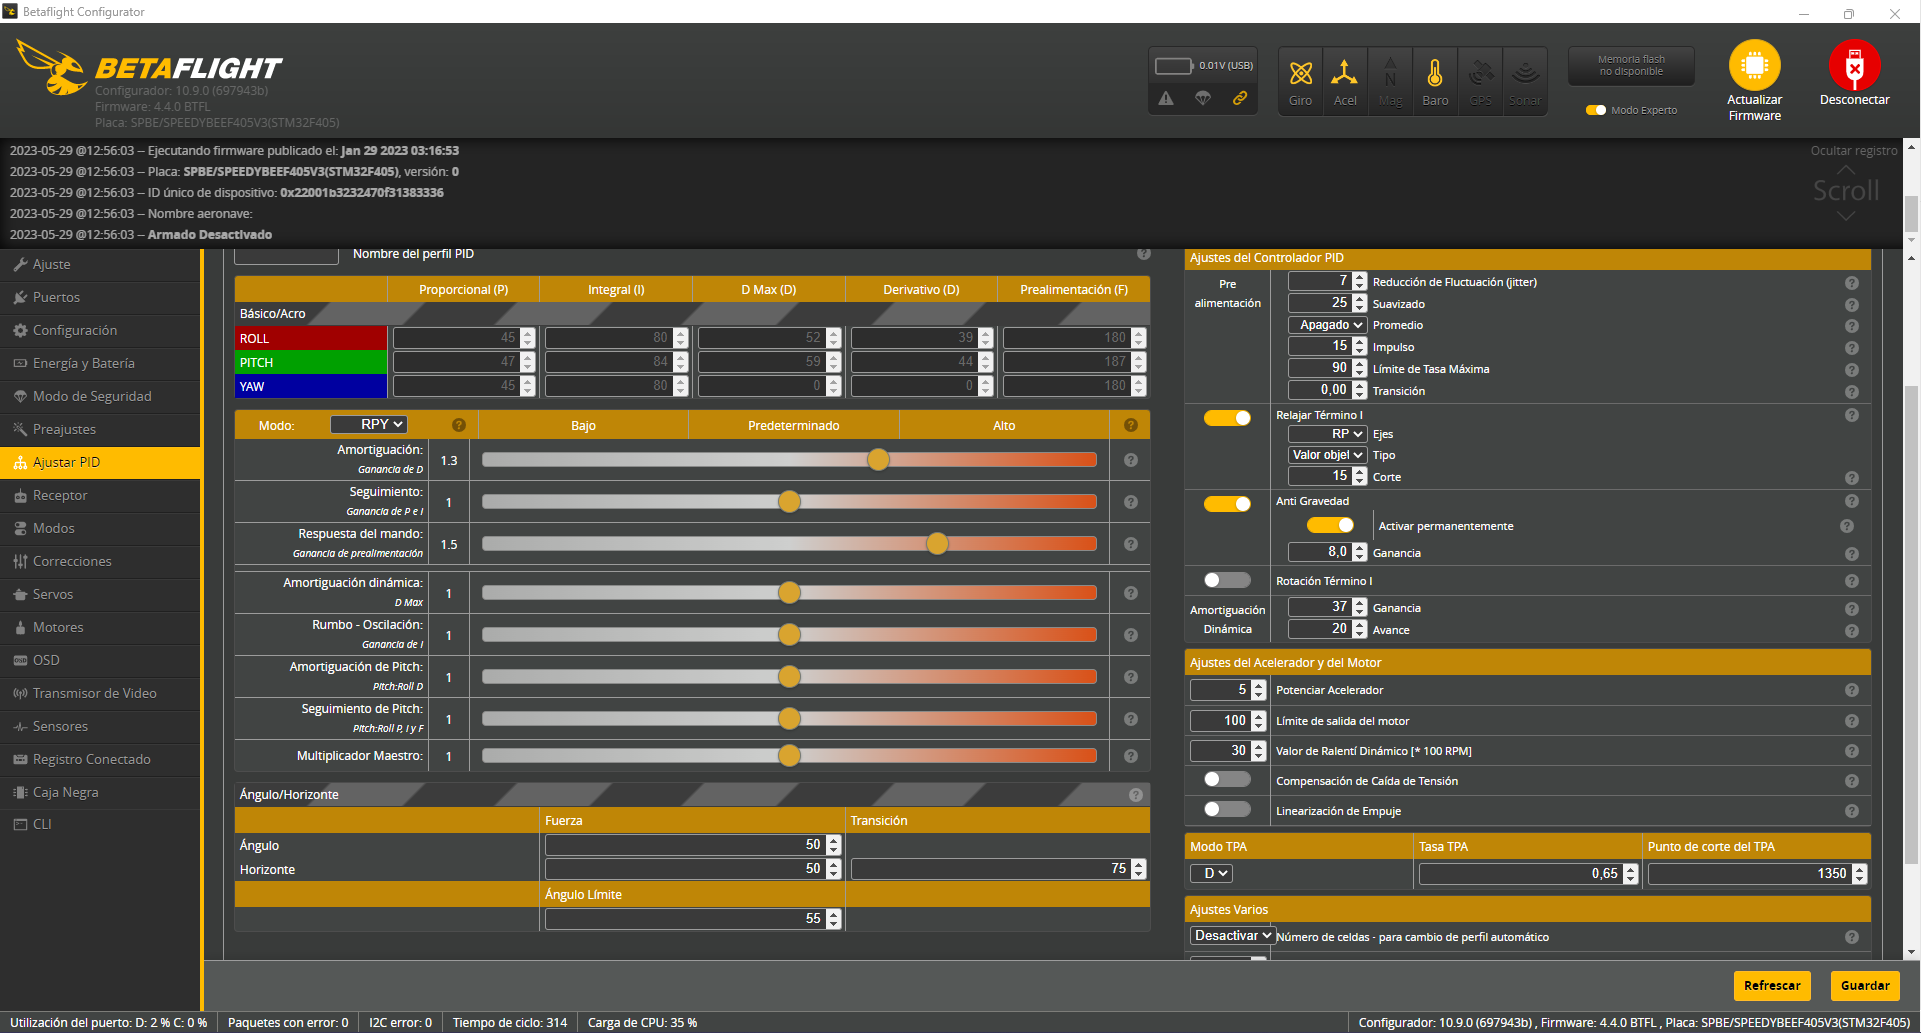 Betaflight Configurator
BETAFLIGHT
Configurador: 10.9.0 (697943b)
Firmware: 4.4.0 BTFL
Placa: SPBE/SPEEDYBEEF405V3(STM32F405)
0.01V (USB)
Giro
Acel
Mag
Baro
GPS
Sonar
Memoria flash
no disponible
Modo Experto
Actualizar
Firmware
Desconectar
2023-05-29 @12:56:03 -- Ejecutando firmware publicado el: Jan 29 2023 03:16:53
2023-05-29 @12:56:03 -- Placa: SPBE/SPEEDYBEEF405V3(STM32F405), versión: 0
2023-05-29 @12:56:03 -- ID único de dispositivo: 0x22001b3232470f31383336
2023-05-29 @12:56:03 -- Nombre aeronave:
2023-05-29 @12:56:03 -- Armado Desactivado
Ocultar registro
Scroll
Ajuste
Puertos
Configuración
Energía y Batería
Modo de Seguridad
Preajustes
Ajustar PID
Receptor
Modos
Correcciones
Servos
Motores
OSD
Transmisor de Video
Sensores
Registro Conectado
Caja Negra
CLI
Nombre del perfil PID
Proporcional (P) Integral (I) D Max (D) Derivativo (D) Prealimentación (F)
Básico/Acro
ROLL 45 80 52 39 180
PITCH 47 84 59 44 187
YAW 45 80 0 0 180
Modo: RPY Bajo Predeterminado Alto
Amortiguación:
Ganancia de D
1.3
Seguimiento:
Ganancia de P e I
1
Respuesta del mando:
Ganancia de prealimentación
1.5
Amortiguación dinámica:
D Max
1
Rumbo - Oscilación:
Ganancia de I
1
Amortiguación de Pitch:
Pitch:Roll D
1
Seguimiento de Pitch:
Pitch:Roll P, I y F
1
Multiplicador Maestro: 1
Ángulo/Horizonte
Fuerza Transición
Ángulo 50
Horizonte 50 75
Ángulo Límite
55
Ajustes del Controlador PID
Pre
alimentación
7 Reducción de Fluctuación (jitter)
25 Suavizado
Apagado Promedio
15 Impulso
90 Límite de Tasa Máxima
0,00 Transición
Relajar Término I
RP Ejes
Valor objet Tipo
15 Corte
Anti Gravedad
Activar permanentemente
8,0 Ganancia
Rotación Término I
Amortiguación
Dinámica
37 Ganancia
20 Avance
Ajustes del Acelerador y del Motor
5 Potenciar Acelerador
100 Límite de salida del motor
30 Valor de Ralentí Dinámico [* 100 RPM]
Compensación de Caída de Tensión
Linearización de Empuje
Modo TPA Tasa TPA Punto de corte del TPA
D 0,65 1350
Ajustes Varios
Desactivar Número de celdas - para cambio de perfil automático
Refrescar
Guardar
Utilización del puerto: D: 2 % C: 0 % Paquetes con error: 0 I2C error: 0 Tiempo de ciclo: 314 Carga de CPU: 35 % Configurador: 10.9.0 (697943b) , Firmware: 4.4.0 BTFL , Placa: SPBE/SPEEDYBEEF405V3(STM32F405)